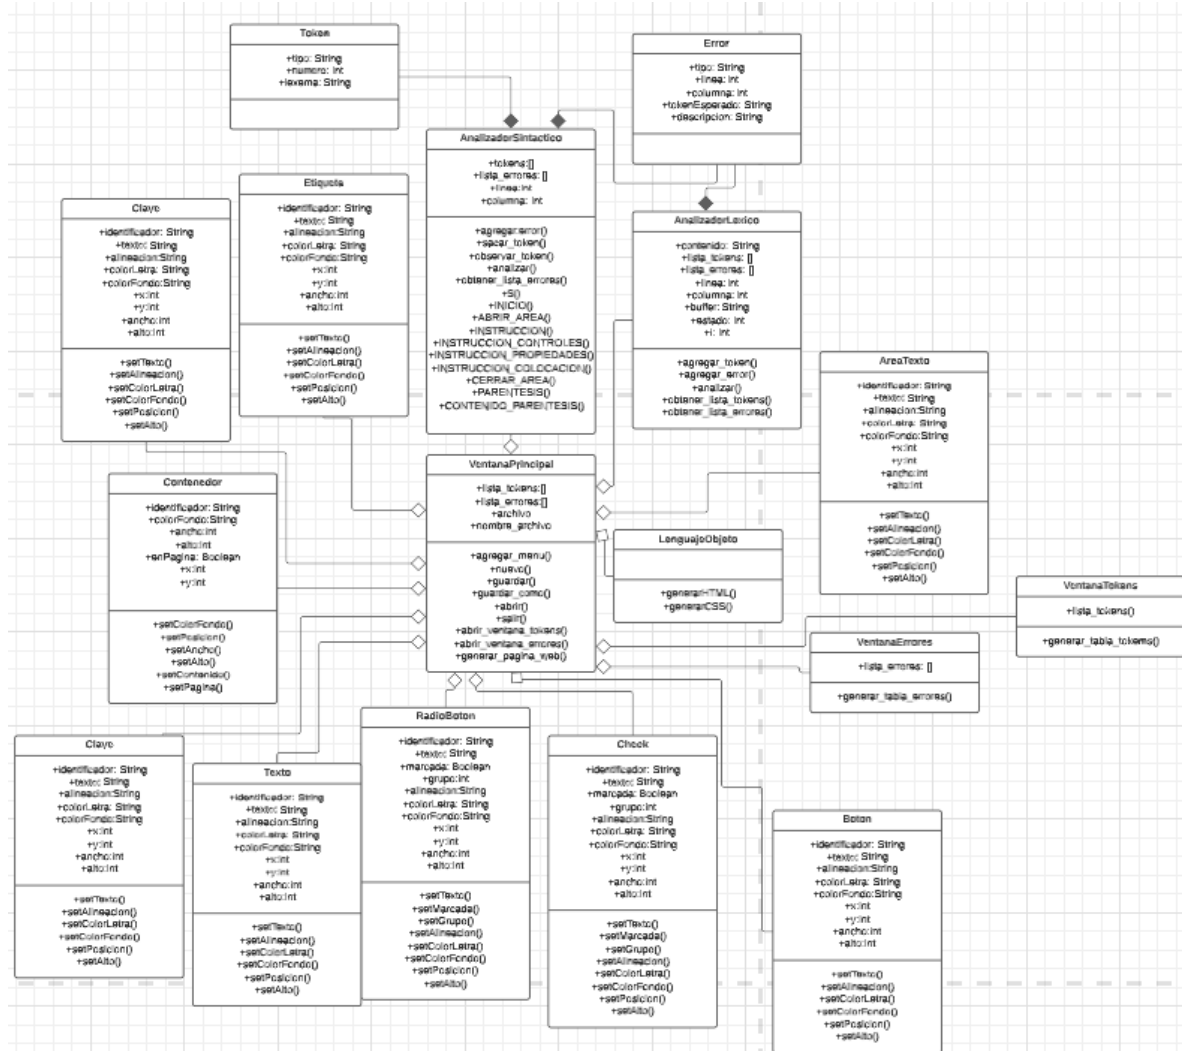 Token
+tipo: String
+numero: int
+lexema: String
Error
+tipo: String
+linea: int
+columna: int
+tokenEsperado: String
+descripcion: String
AnalizadorSintactico
+tokens:[]
+lista_errores: []
+linea: int
+columna: int
+agregar.error()
+sacar_token()
+observar_token()
+analizar()
+obtener_lista_errores()
+S()
+INICIO()
+ABRIR_AREA()
+INSTRUCCION()
+INSTRUCCION_CONTROLES()
+INSTRUCCION_PROPIEDADES()
+INSTRUCCION_COLOCACION()
+CERRAR_AREA()
+PARENTESIS()
+CONTENIDO_PARENTESIS()
Etiqueta
+identificador: String
+texto: String
+alineacion: String
+colorLetra: String
+colorFondo:String
+x:int
+y:int
+ancho:int
+alto:int
+setTexto()
+setAlineacion()
+setColorLetra()
+setColorFondo()
+setPosicion()
+setAlto()
Clave
+identificador: String
+texto: String
+alineacion:String
+colorLetra: String
+colorFondo:String
+x:int
+y:int
+ancho:int
+alto:int
+setTexto()
+setAlineacion()
+setColorLetra()
+setColorFondo()
+setPosicion()
+setAlto()
AnalizadorLexico
+contenido: String
+lista_tokens: []
+lista_errores: []
+linea: int
+columna: int
+buffer: String
+estado: int
+i: int
+agregar_token()
+agregar_error()
+analizar()
+obtener_lista_tokens()
+obtener_lista_errores()
AreaTexto
+identificador: String
+texto: String
+alineacion:String
+colorLetra: String
+colorFondo:String
+x:int
+y:int
+ancho:int
+alto:int
+setTexto()
+setAlineacion()
+setColorLetra()
+setColorFondo()
+setPosicion()
+setAlto()
VentanaPrincipal
+lista_tokens:[]
+lista_errores:[]
+archivo
+nombre_archivo
+agregar_menu()
+nuevo()
+guardar()
+guardar_como()
+abrir()
+salir()
+abrir_ventana_tokens()
+abrir_ventana_errores()
+generar_pagina_web()
Contenedor
+identificador: String
+colorFondo:String
+ancho:int
+alto:int
+enPagina: Boolean
+x:int
+y:int
+setColorFondo()
+setPosicion()
+setAncho()
+setAlto()
+setContenido()
+setPagina()
LenguajeObjeto
+generarHTML()
+generarCSS()
VentanaTokens
+lista_tokens()
+generar_tabla_tokems()
VentanaErrores
+lista_errores: []
+generar_tabla_errores()
Clave
+identificador: String
+texto: String
+alineacion:String
+colorLetra: String
+colorFondo:String
+x:int
+y:int
+ancho:int
+alto:int
+setTexto()
+setAlineacion()
+setColorLetra()
+setColorFondo()
+setPosicion()
+setAlto()
Texto
+identificador: String
+texto: String
+alineacion:String
+colorLetra: String
+colorFondo:String
+x:int
+y:int
+ancho:int
+alto:int
+setTexto()
+setAlineacion()
+setColorLetra()
+setColorFondo()
+setPosicion()
+setAlto()
RadioBoton
+identificador: String
+texto: String
+marcada: Boolean
+grupo:int
+alineacion:String
+colorLetra: String
+colorFondo:String
+x:int
+y:int
+ancho:int
+alto:int
+setTexto()
+setMarcada()
+setGrupo()
+setAlineacion()
+setColorLetra()
+setColorFondo()
+setPosicion()
+setAlto()
Check
+identificador: String
+texto: String
+marcada: Boolean
+grupo:int
+alineacion:String
+colorLetra: String
+colorFondo:String
+x:int
+y:int
+ancho:int
+alto:int
+setTexto()
+setMarcada()
+setGrupo()
+setAlineacion()
+setColorLetra()
+setColorFondo()
+setPosicion()
+setAlto()
Boton
+identificador: String
+texto: String
+alineacion:String
+colorLetra: String
+colorFondo:String
+x:int
+y:int
+ancho:int
+alto:int
+setTexto()
+setAlineacion()
+setColorLetra()
+setColorFondo()
+setPosicion()
+setAlto()